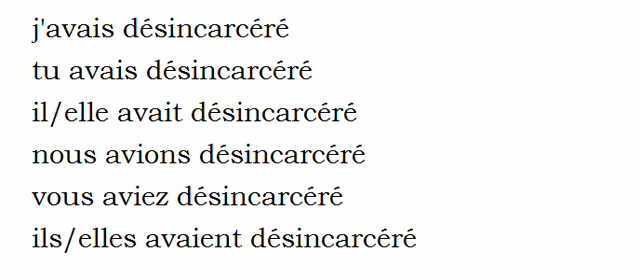 j'avais désincarcéré
tu avais désincarcéré
il/elle avait désincarcéré
nous avions désincarcéré
vous aviez désincarcéré
ils/elles avaient désincarcéré